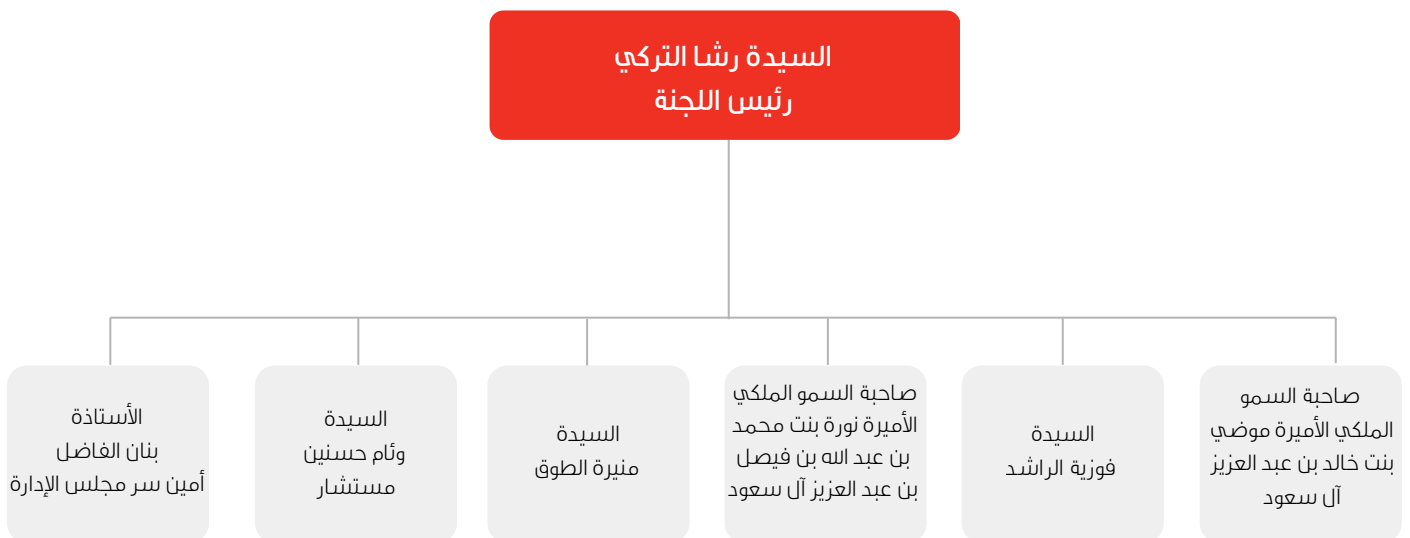 السيدة رشا التركي
رئيس اللجنة
صاحبة السمو
الملكي الأميرة موضي
بنت خالد بن عبد العزيز
آل سعود
السيدة
فوزية الراشد
صاحبة السمو الملكي
الأميرة نورة بنت محمد
بن عبد الله بن فيصل
بن عبد العزيز آل سعود
السيدة
منيرة الطوق
السيدة
وئام حسنين
مستشار
الأستاذة
بنان الفاضل
أمين سر مجلس الإدارة